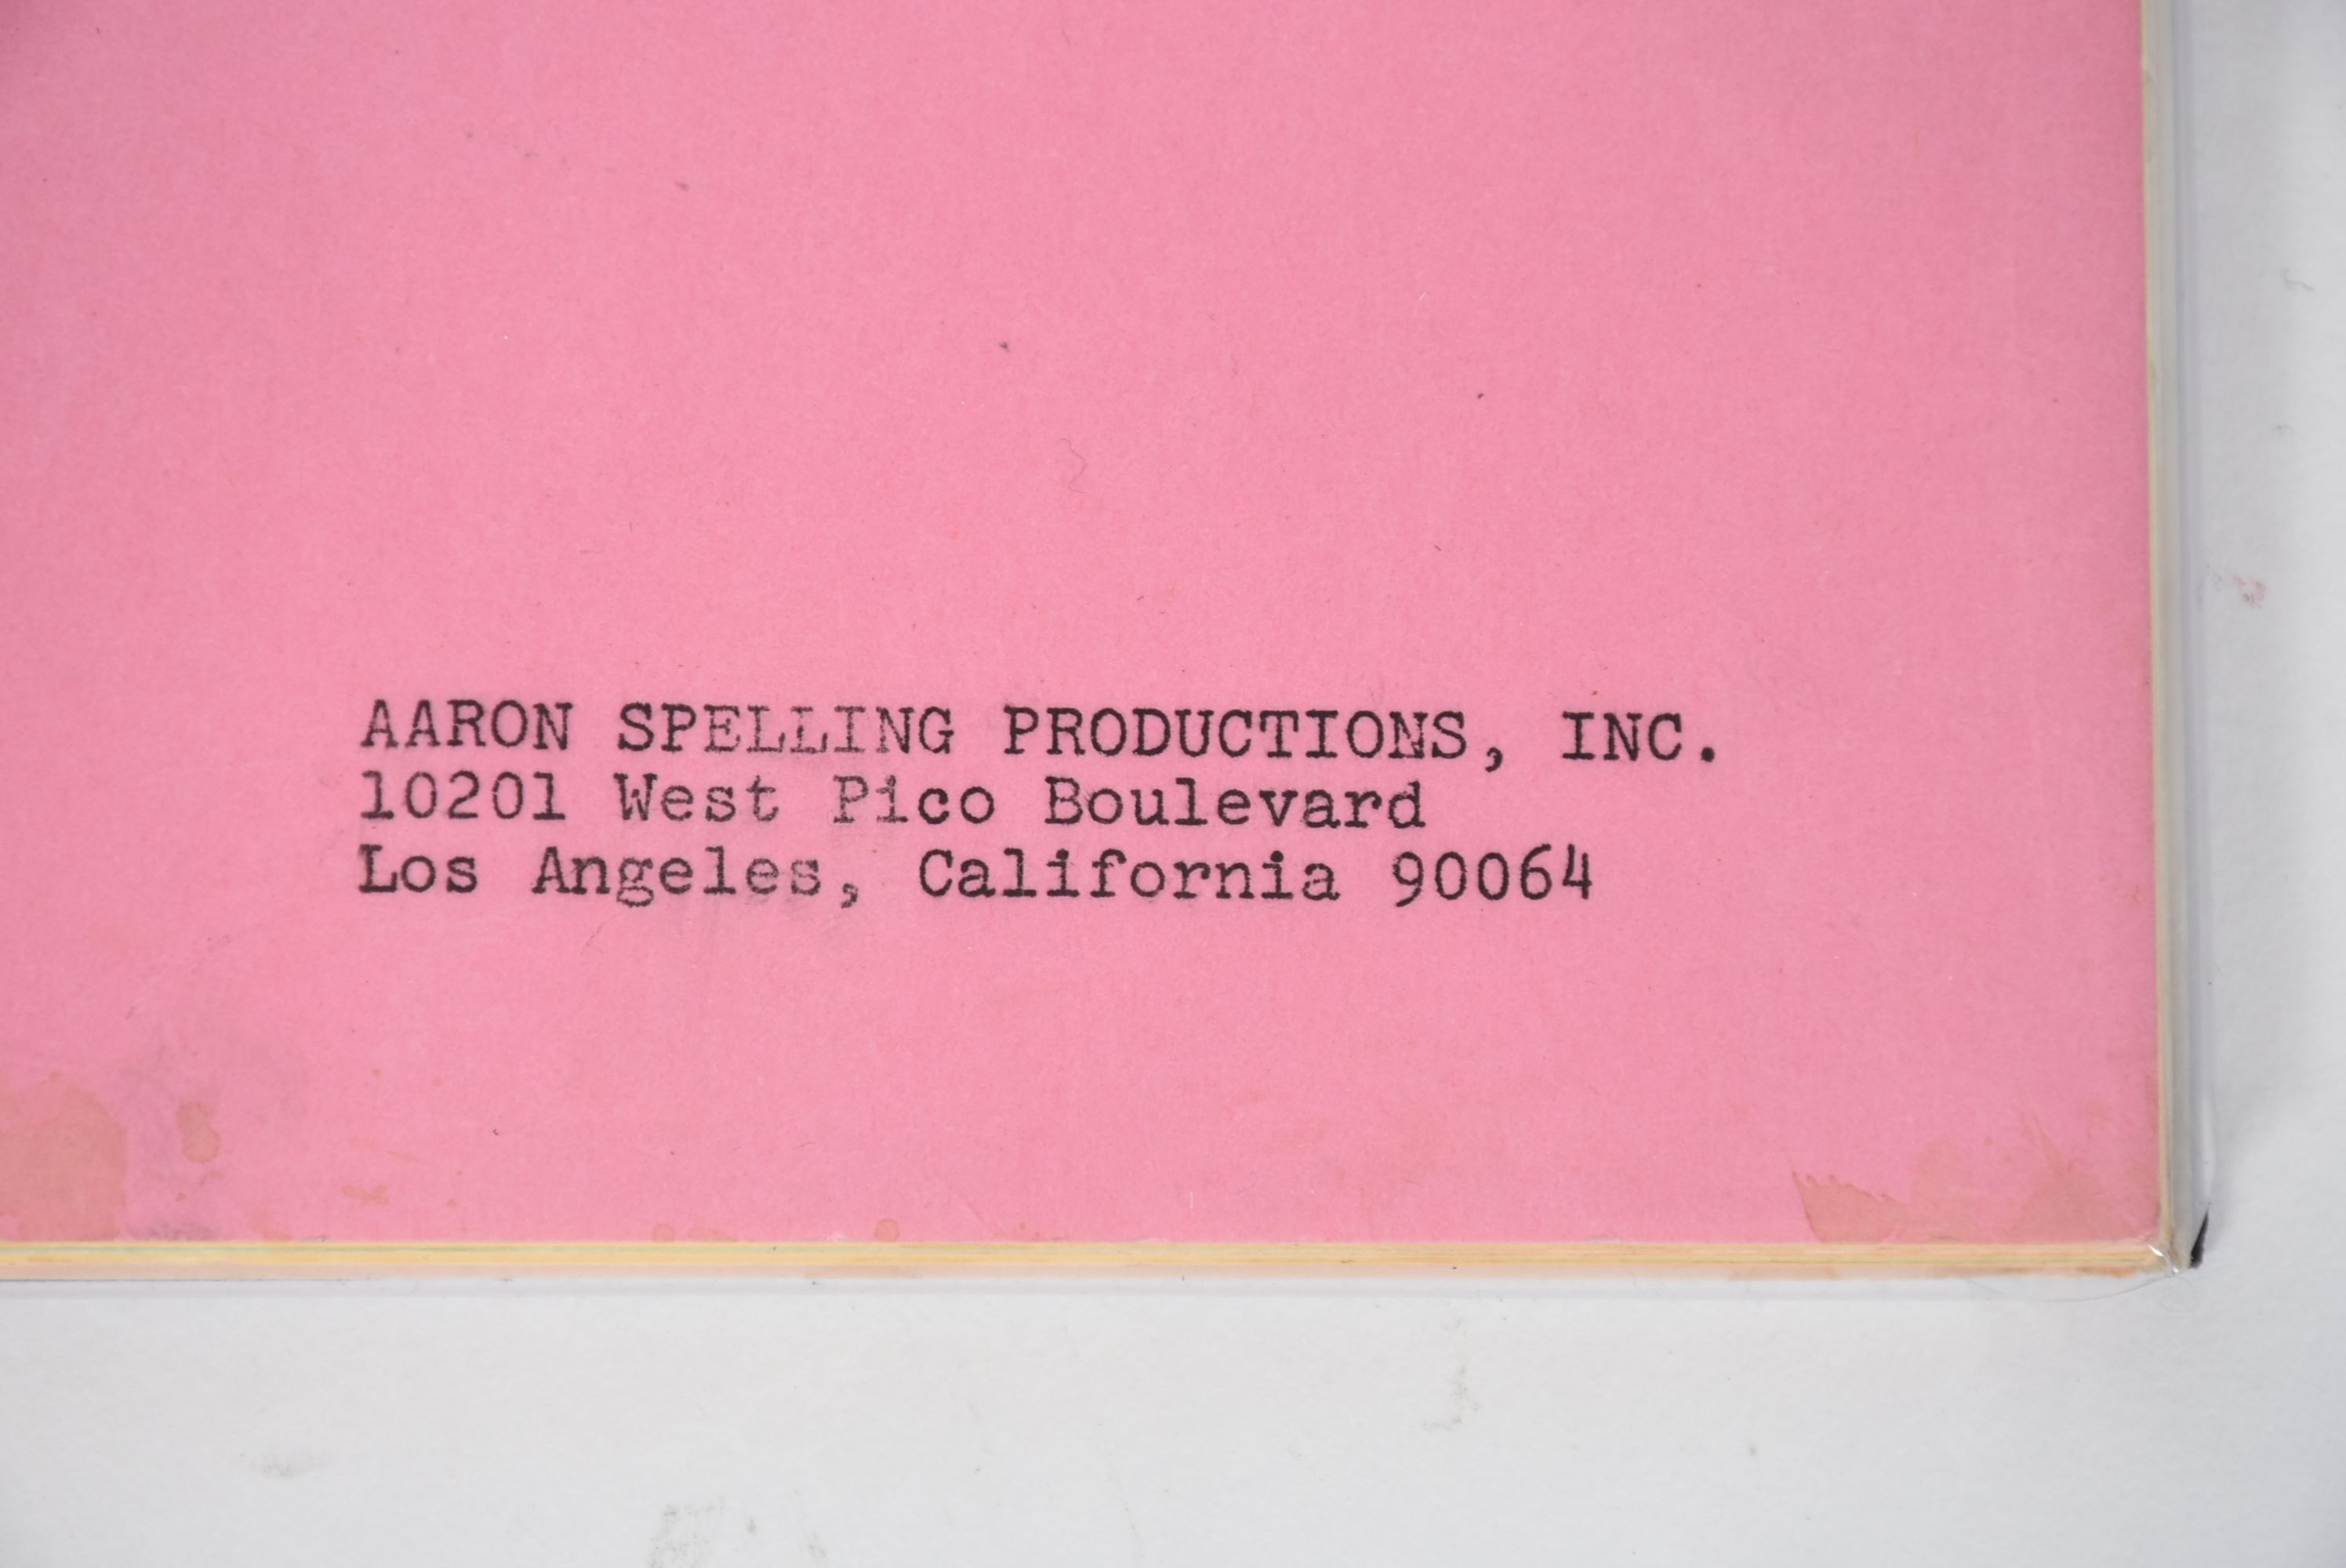 AARON SPELLING PRODUCTIONS, INC.
10201 West Pico Boulevard
Los Angeles, California 90064